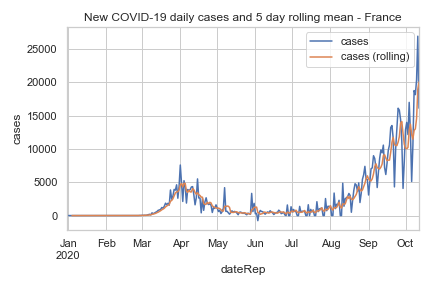 New COVID-19 daily cases and 5 day rolling mean - France
cases
cases (rolling)
25000
20000
15000
10000
5000
0
cases
Jan Feb Mar Apr May Jun Jul Aug Sep Oct
2020
dateRep